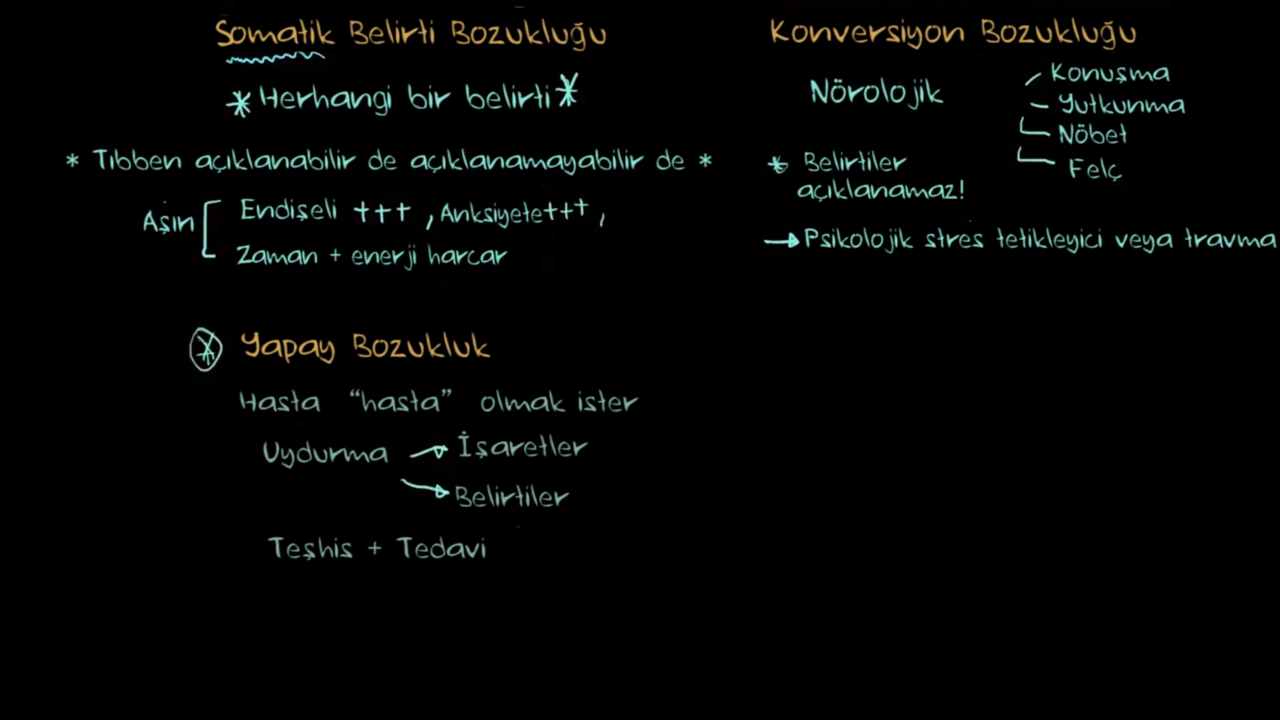 Somatik Belirti Bozukluğu
* Herhangi bir belirti *
* Tıbben açıklanabilir de açıklanamayabilir de *
Aşırı
Endişeli +++ , Anksiyete+++ ,
Zaman + enerji harcar
Konversiyon Bozukluğu
Nörolojik
Konuşma
Yutkunma
Nöbet
Felç
* Belirtiler
açıklanamaz!
→ Psikolojik stres tetikleyici veya travma
* Yapay Bozukluk
Hasta "hasta" olmak ister
Uydurma → İşaretler
→ Belirtiler
Teşhis + Tedavi